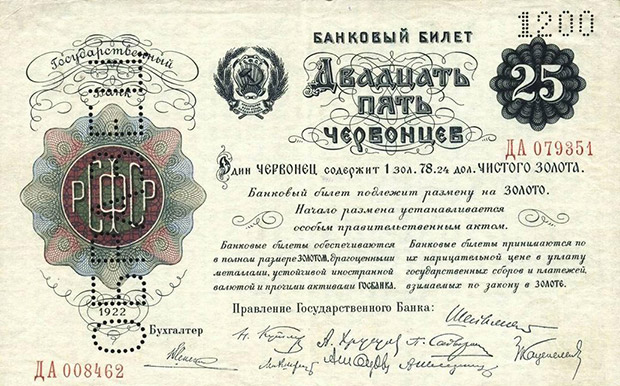 1200
Государственный
Банк
БАНКОВЫЙ БИЛЕТ
Двадцать
пять
червонцев
25
ДА 079351
Один ЧЕРВОНЕЦ содержит 1 зол. 78.24 дол. ЧИСТОГО ЗОЛОТА.
Банковый билет подлежит размену на ЗОЛОТО.
Начало размена устанавливается
особым правительственным актом.
Банковые билеты обеспечиваются
в полном размере ЗОЛОТОМ, драгоценными
металлами, устойчивой иностранной
валютой и прочими активами ГОСБАНКА.
Банковые билеты принимаются по
их нарицательной цене в уплату
государственных сборов и платежей,
взимаемых по закону в ЗОЛОТЕ.
РСФСР
1922
Правление Государственного Банка:
Бухгалтер
ДА 008462